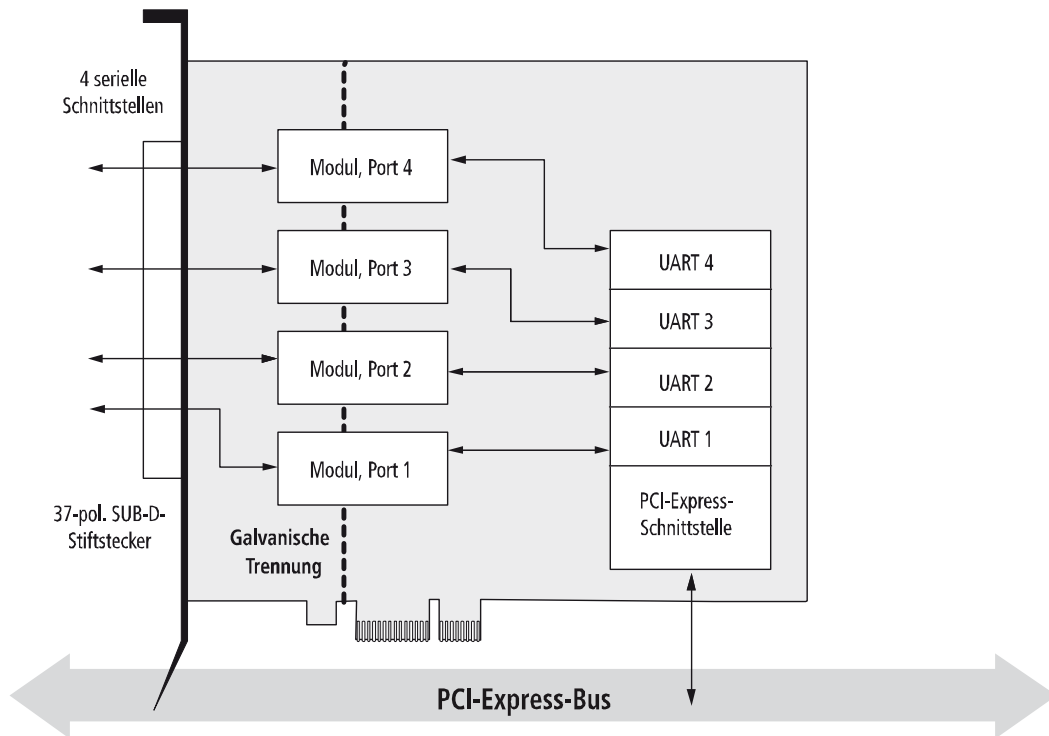 4 serielle
Schnittstellen
Modul, Port 4
Modul, Port 3
Modul, Port 2
Modul, Port 1
UART 4
UART 3
UART 2
UART 1
PCI-Express-
Schnittstelle
37-pol. SUB-D-
Stiftstecker
Galvanische
Trennung
PCI-Express-Bus